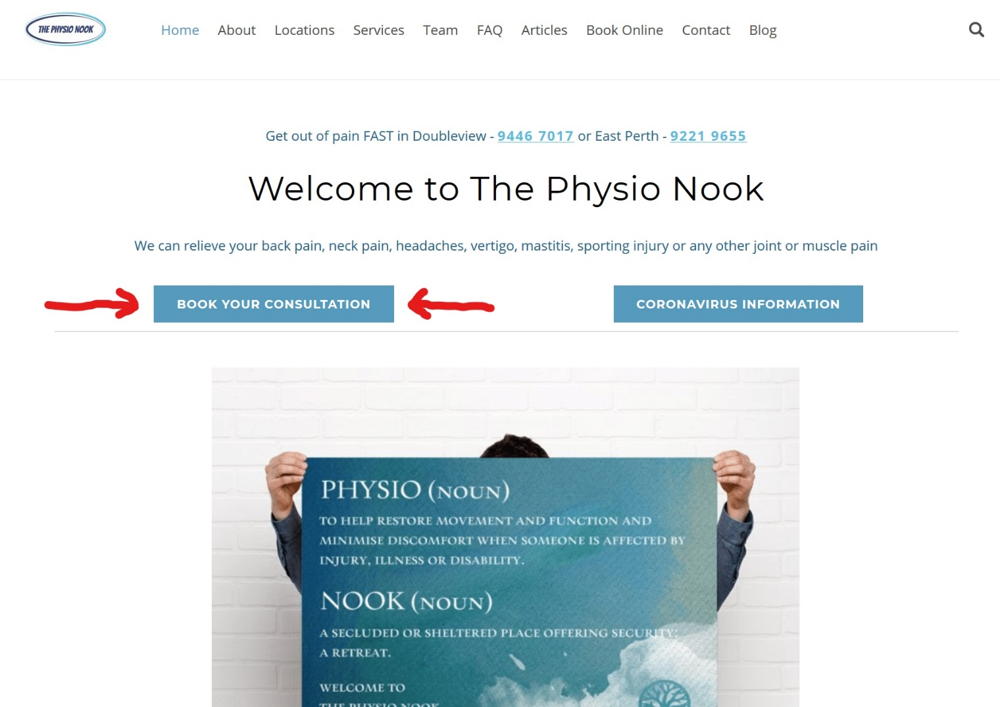 THE PHYSIO NOOK
Home About Locations Services Team FAQ Articles Book Online Contact Blog
Get out of pain FAST in Doubleview - 9446 7017 or East Perth - 9221 9655
Welcome to The Physio Nook
We can relieve your back pain, neck pain, headaches, vertigo, mastitis, sporting injury or any other joint or muscle pain
BOOK YOUR CONSULTATION
CORONAVIRUS INFORMATION
PHYSIO (NOUN)
TO HELP RESTORE MOVEMENT AND FUNCTION AND
MINIMISE DISCOMFORT WHEN SOMEONE IS AFFECTED BY
INJURY, ILLNESS OR DISABILITY.
NOOK (NOUN)
A SECLUDED OR SHELTERED PLACE OFFERING SECURITY;
A RETREAT.
WELCOME TO
THE PHYSIO NOOK